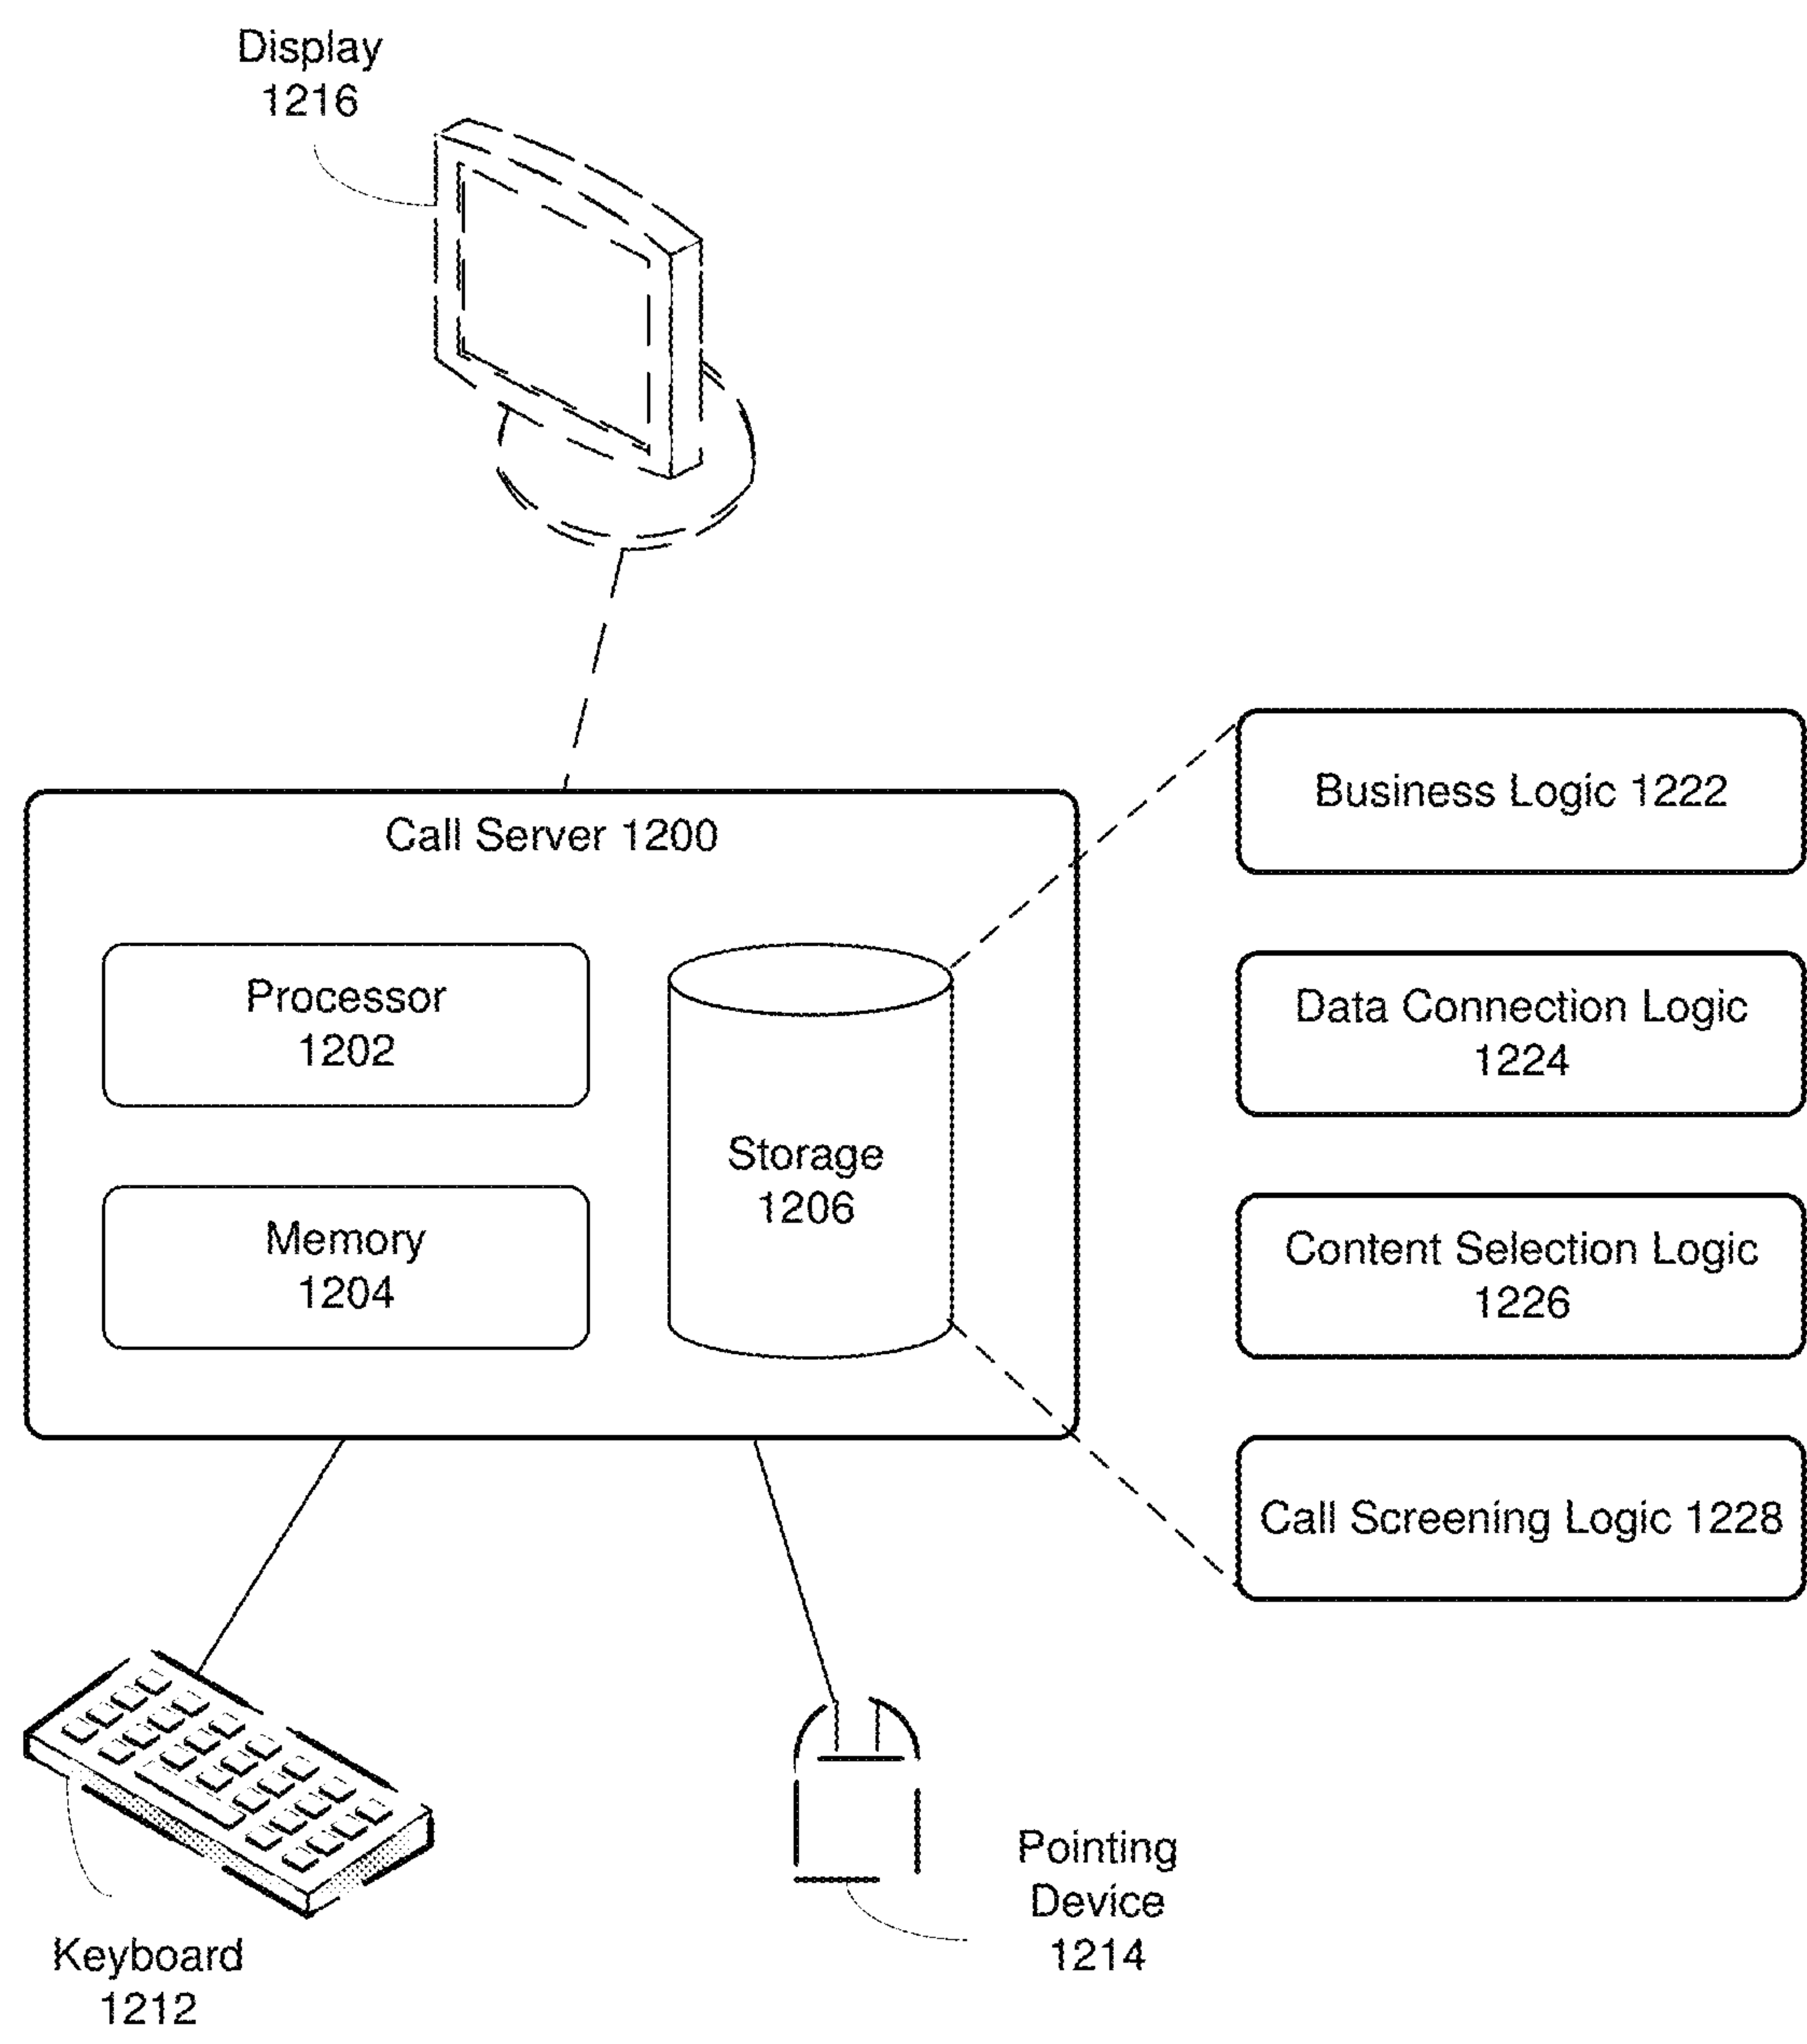 Display
1216
Call Server 1200
Processor
1202
Memory
1204
Storage
1206
Business Logic 1222
Data Connection Logic
1224
Content Selection Logic
1226
Call Screening Logic 1228
Keyboard
1212
Pointing
Device
1214